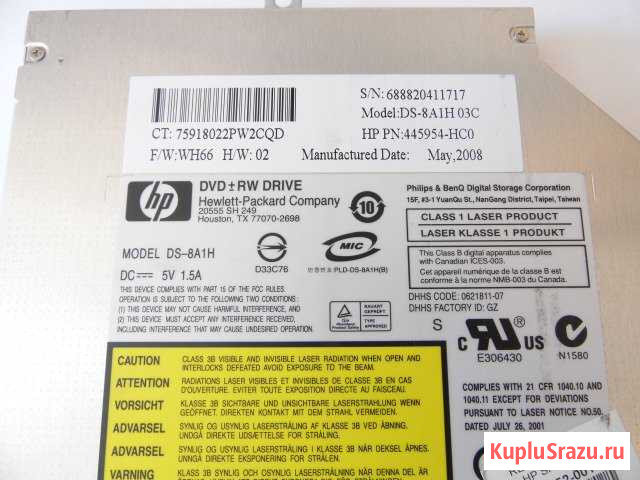 S/N: 688820411717
Model:DS-8A1H 03C
CT: 75918022PW2CQD
HP PN:445954-HC0
F/W:WH66 H/W: 02
Manufactured Date: May,2008
hp
DVD±RW DRIVE
Hewlett-Packard Company
20555 SH 249
Houston, TX 77070-2698
10
Philips & BenQ Digital Storage Corporation
15F, #3-1 YuanQu St., NanGang District, Taipei, Taiwan
CLASS 1 LASER PRODUCT
LASER KLASSE 1 PRODUKT
MODEL DS-8A1H
DC 5V 1.5A
D33C76
MIC
PLD-DS-8A1H(B)
This Class B digital apparatus complies
with Canadian ICES-003.
Cet appareil numérique de la classe B est
conforme à la norme NMB-003 du Canada.
THIS DEVICE COMPLIES WITH PART 15 OF THE FCC RULES.
OPERATION IS SUBJECT TO THE FOLLOWING TWO CONDITIONS:
(1) THIS DEVICE MAY NOT CAUSE HARMFUL INTERFERENCE, AND
(2) THIS DEVICE MUST ACCEPT ANY INTERFERENCE RECEIVED,
INCLUDING INTERFERENCE THAT MAY CAUSE UNDESIRED OPERATION.
BAUART
GEPRÜFT
TYPE
APPROVED
DHHS CODE: 0621811-07
DHHS FACTORY ID: GZ
S
c RU us
E306430
N1580
CAUTION CLASS 3B VISIBLE AND INVISIBLE LASER RADIATION WHEN OPEN AND
INTERLOCKS DEFEATED AVOID EXPOSURE TO THE BEAM.
ATTENTION RADIATIONS LASER VISIBLES ET INVISIBLES DE CLASSE 3B EN CAS
D'OUVERTURE. EVITER TOUTE EXPOSITION DIRECTE AU FAISCEAU.
VORSICHT KLASSE 3B SICHTBARE UND UNSICHTBARE LASERSTRAHLUNG WENN
GEÖFFNET. DIREKTEN KONTAKT MIT DEM STRAHL VERMEIDEN.
ADVARSEL SYNLIG OG USYNLIG LASERSTRÅLING AF KLASSE 3B VED ÅBNING.
UNDGÅ DIREKTE UDSÆTTELSE FOR STRÅLING.
ADVARSEL SYNLIG OG USYNLIG LASERSTRÅLING I KLASSE 3B NÅR DEKSEL ÅPNES.
UNNGÅ EKSPONERING FOR STRÅLEN.
VARNING
COMPLIES WITH 21 CFR 1040.10 AND
1040.11 EXCEPT FOR DEVIATIONS
PURSUANT TO LASER NOTICE NO.50,
DATED JULY 26, 2001
KupluSrazu.ru